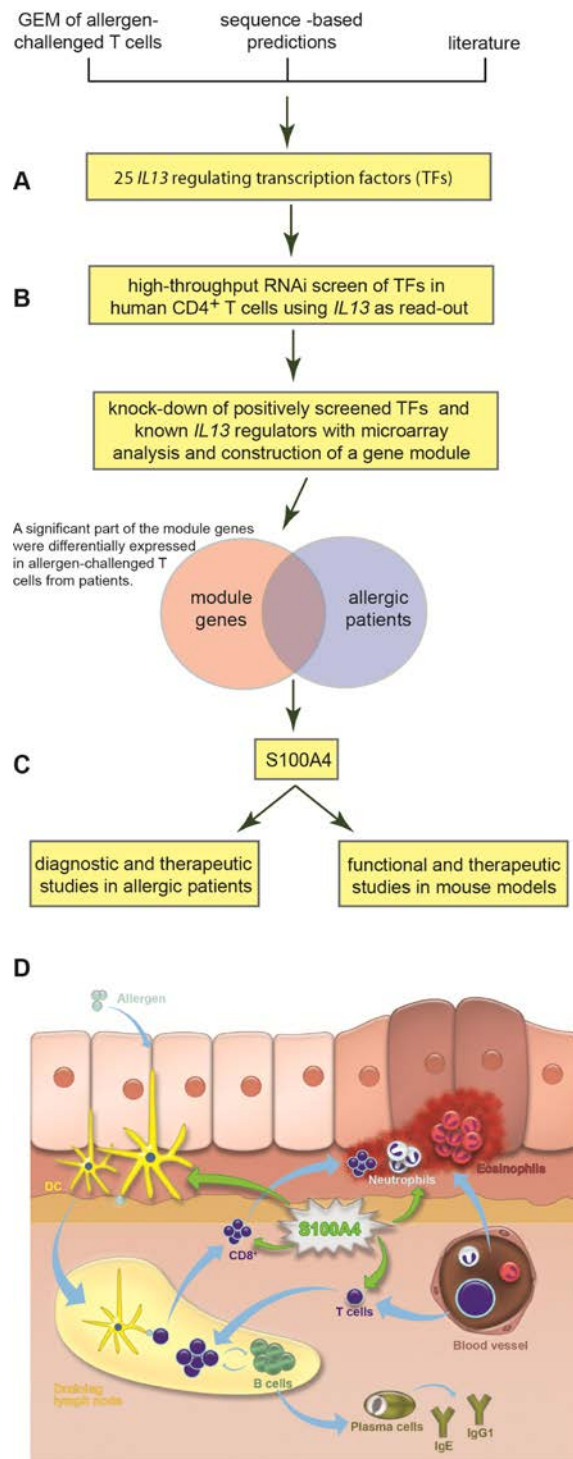 GEM of allergen-
challenged T cells
sequence -based
predictions
literature
A
25 IL13 regulating transcription factors (TFs)
B
high-throughput RNAi screen of TFs in
human CD4+ T cells using IL13 as read-out
knock-down of positively screened TFs and
known IL13 regulators with microarray
analysis and construction of a gene module
A significant part of the module genes
were differentially expressed
in allergen-challenged T
cells from patients.
module
genes
allergic
patients
C
S100A4
diagnostic and therapeutic
studies in allergic patients
functional and therapeutic
studies in mouse models
D
Allergen
DC
Neutrophils
Eosinophils
S100A4
CD8+
T cells
Blood vessel
Draining
lymph node
B cells
Plasma cells
IgE
IgG1